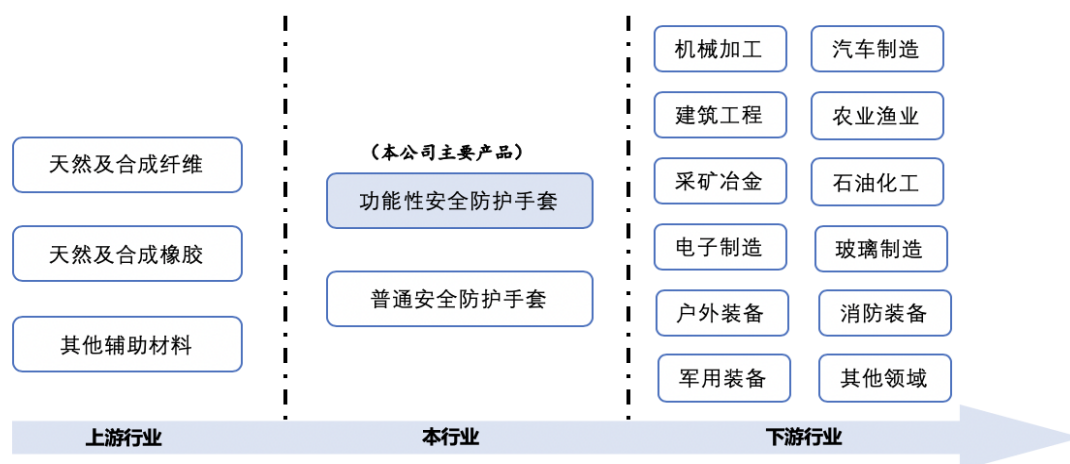 机械加工
汽车制造
建筑工程
农业渔业
天然及合成纤维
（本公司主要产品）
采矿冶金
石油化工
功能性安全防护手套
天然及合成橡胶
电子制造
玻璃制造
普通安全防护手套
户外装备
消防装备
其他辅助材料
军用装备
其他领域
上游行业
本行业
下游行业